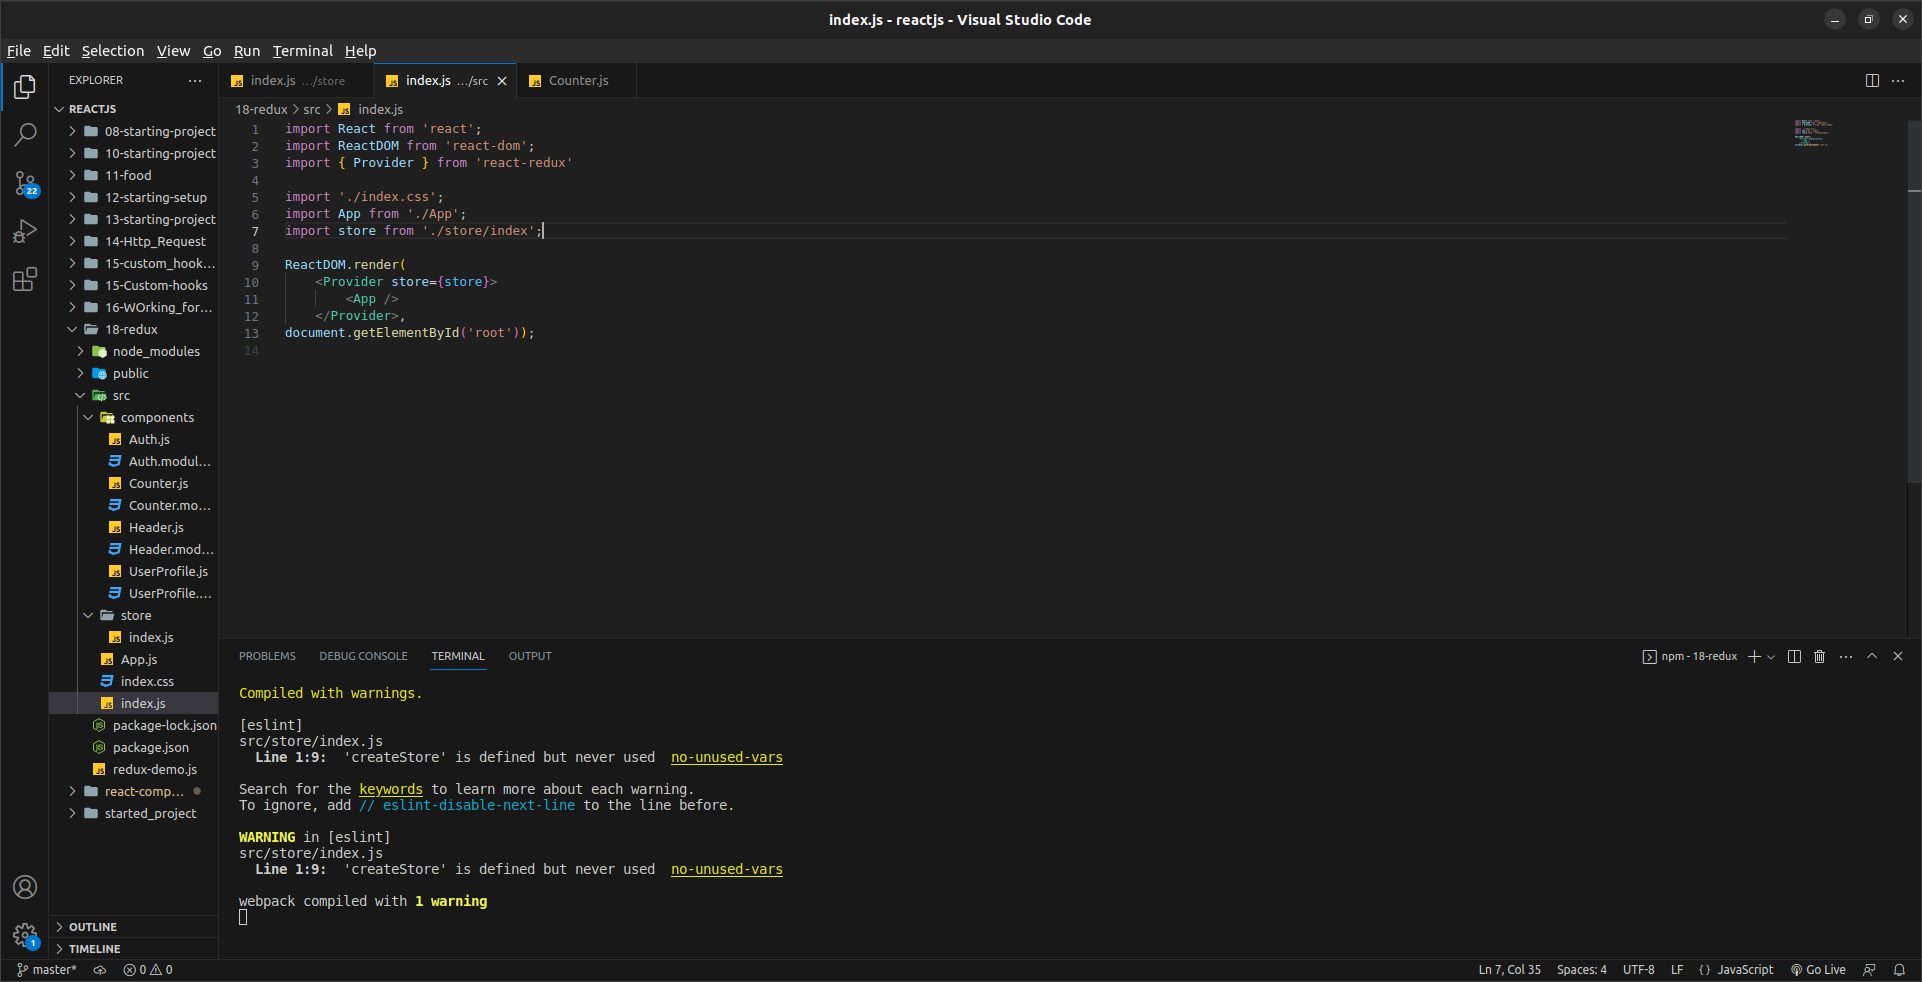 index.js - reactjs - Visual Studio Code
File Edit Selection View Go Run Terminal Help
EXPLORER
REACTJS
08-starting-project
10-starting-project
11-food
12-starting-setup
13-starting-project
14-Http_Request
15-custom_hook...
15-Custom-hooks
16-WOrking_for...
18-redux
node_modules
public
src
components
Auth.js
Auth.modul...
Counter.js
Counter.mo...
Header.js
Header.mod...
UserProfile.js
UserProfile....
store
index.js
App.js
index.css
index.js
package-lock.json
package.json
redux-demo.js
react-comp...
started_project
OUTLINE
TIMELINE
22
1
index.js .../store index.js .../src Counter.js
18-redux > src > JS index.js
1 import React from 'react';
2 import ReactDOM from 'react-dom';
3 import { Provider } from 'react-redux'
4
5 import './index.css';
6 import App from './App';
7 import store from './store/index';
8
9 ReactDOM.render(
10 <Provider store={store}>
11 <App />
12 </Provider>,
13 document.getElementById('root'));
14
PROBLEMS DEBUG CONSOLE TERMINAL OUTPUT
npm - 18-redux
Compiled with warnings.
[eslint]
src/store/index.js
Line 1:9: 'createStore' is defined but never used no-unused-vars
Search for the keywords to learn more about each warning.
To ignore, add // eslint-disable-next-line to the line before.
WARNING in [eslint]
src/store/index.js
Line 1:9: 'createStore' is defined but never used no-unused-vars
webpack compiled with 1 warning
master* 0 0 Ln 7, Col 35 Spaces: 4 UTF-8 LF {} JavaScript Go Live